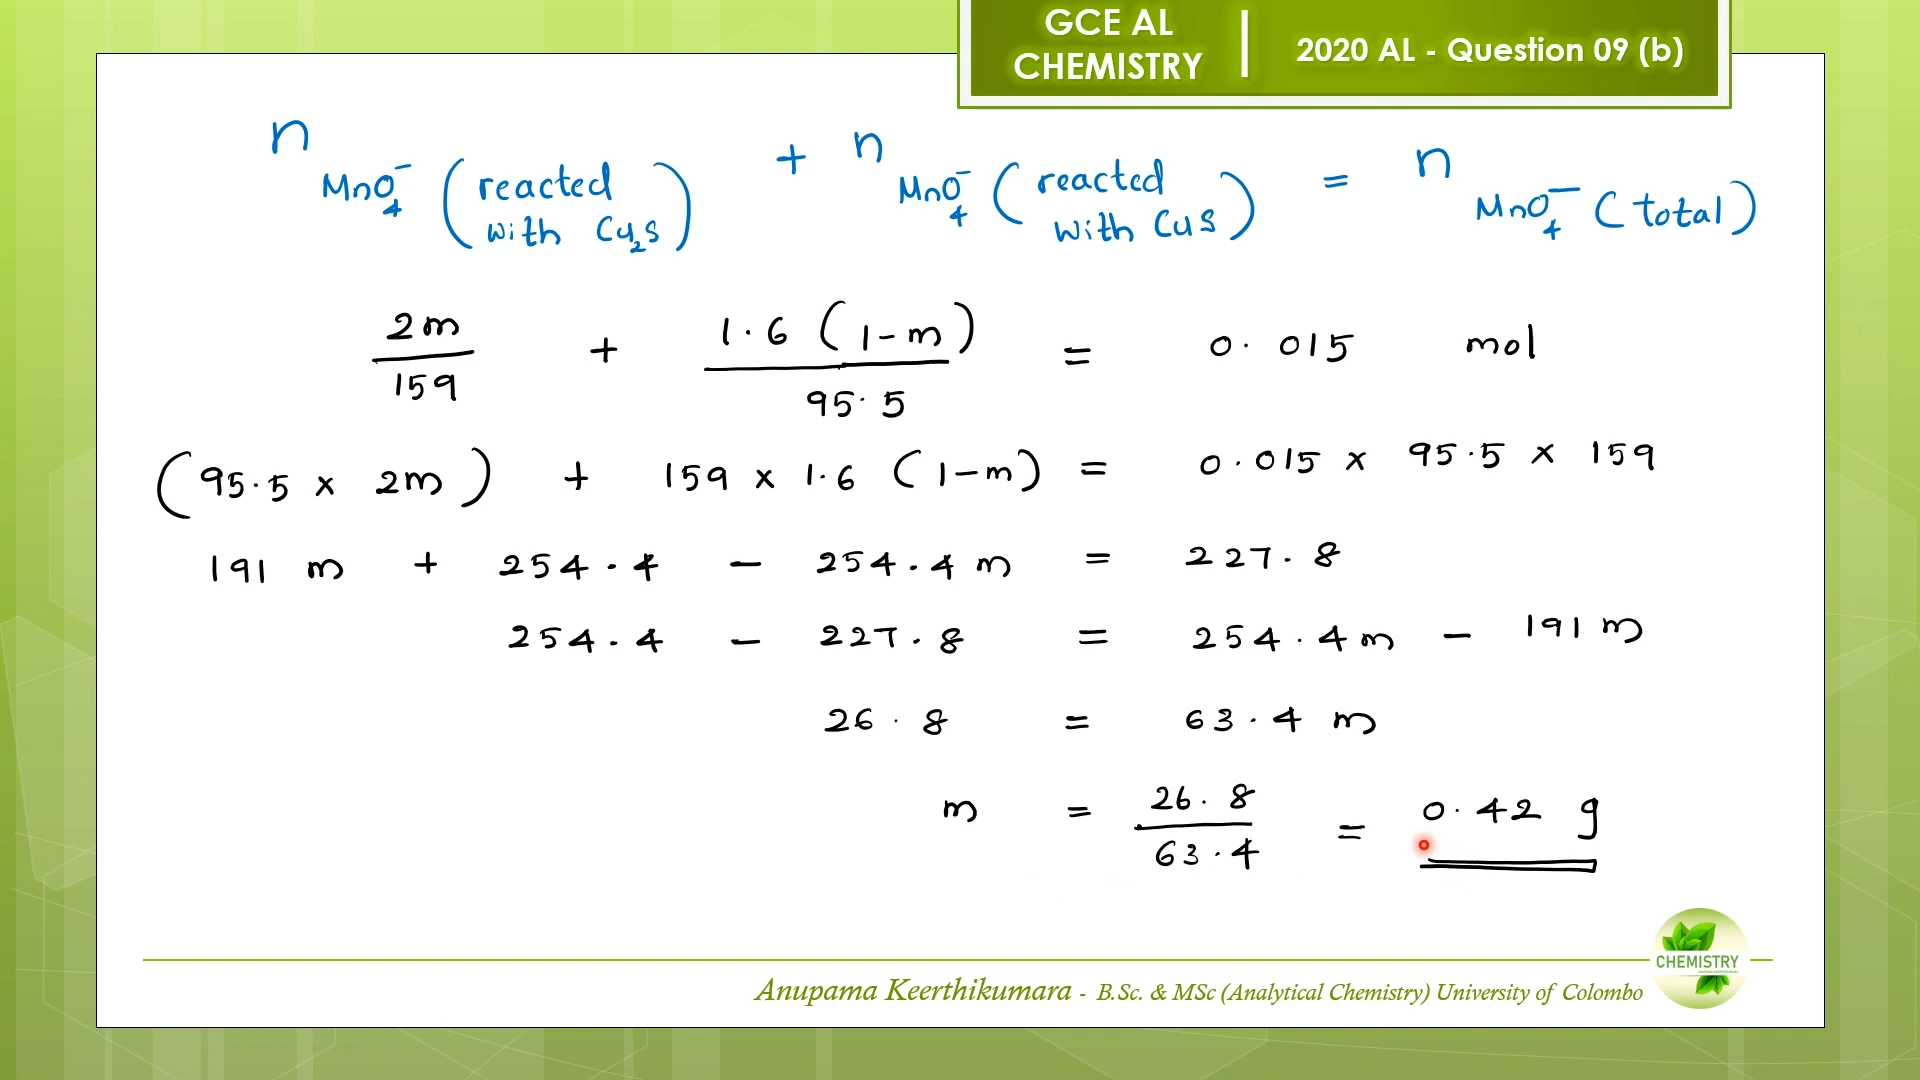 GCE AL
CHEMISTRY
2020 AL - Question 09 (b)
n MnO₄⁻ (reacted with Cu₂S) + n MnO₄⁻ (reacted with CuS) = n MnO₄⁻ (total)
2m/159 + 1.6 (1-m)/95.5 = 0.015 mol
(95.5 x 2m) + 159 x 1.6 (1-m) = 0.015 x 95.5 x 159
191 m + 254.4 - 254.4 m = 227.8
254.4 - 227.8 = 254.4 m - 191 m
26.8 = 63.4 m
m = 26.8/63.4 = 0.42 g
CHEMISTRY
Anupama Keerthikumara - B.Sc. & MSc (Analytical Chemistry) University of Colombo